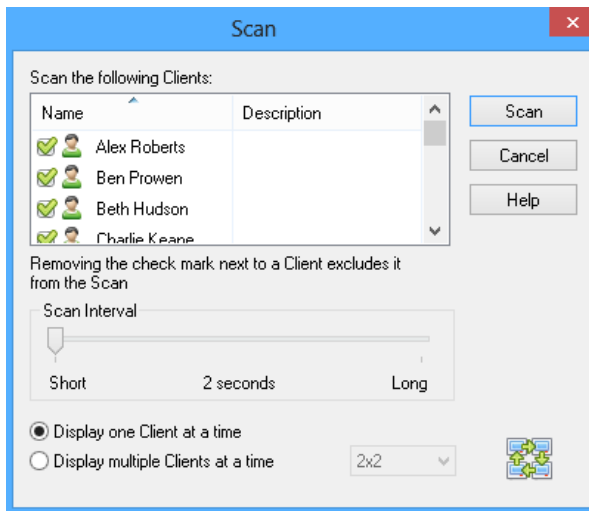 Scan
Scan the following Clients:
Name Description
Alex Roberts
Ben Prowen
Beth Hudson
Charlie Keane
Scan
Cancel
Help
Removing the check mark next to a Client excludes it
from the Scan
Scan Interval
Short 2 seconds Long
Display one Client at a time
Display multiple Clients at a time 2x2